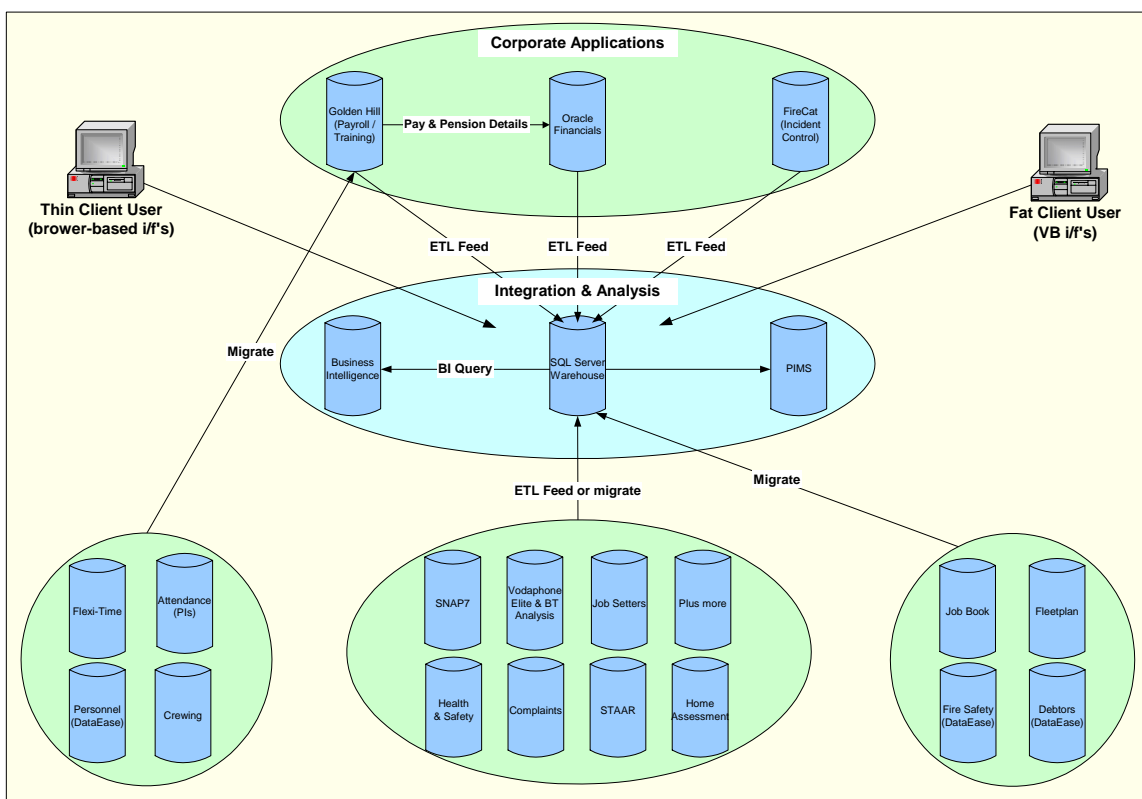 Corporate Applications
Golden Hill
(Payroll /
Training)
Pay & Pension Details
Oracle
Financials
FireCat
(Incident
Control)
Thin Client User
(brower-based i/f's)
Fat Client User
(VB i/f's)
ETL Feed
ETL Feed
ETL Feed
Integration & Analysis
Business
Intelligence
BI Query
SQL Server
Warehouse
PIMS
Migrate
ETL Feed or migrate
Migrate
Flexi-Time
Attendance
(PIs)
Personnel
(DataEase)
Crewing
SNAP7
Vodaphone
Elite & BT
Analysis
Job Setters
Plus more
Health
& Safety
Complaints
STAAR
Home
Assessment
Job Book
Fleetplan
Fire Safety
(DataEase)
Debtors
(DataEase)